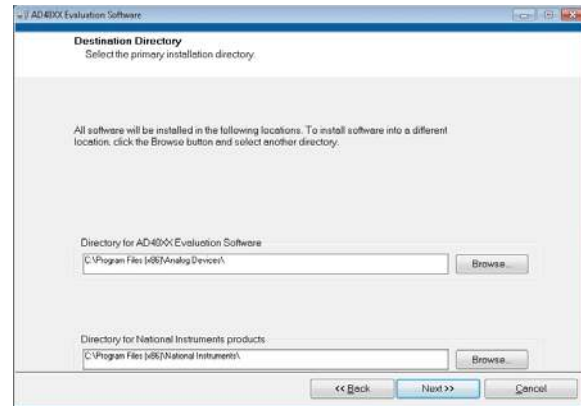 AD40XX Evaluation Software
Destination Directory
Select the primary installation directory.
All software will be installed in the following locations. To install software into a different
location, click the Browse button and select another directory.
Directory for AD40XX Evaluation Software
C:\Program Files (x86)\Analog Devices\
Browse...
Directory for National Instruments products
C:\Program Files (x86)\National Instruments\
Browse...
<< Back
Next >>
Cancel